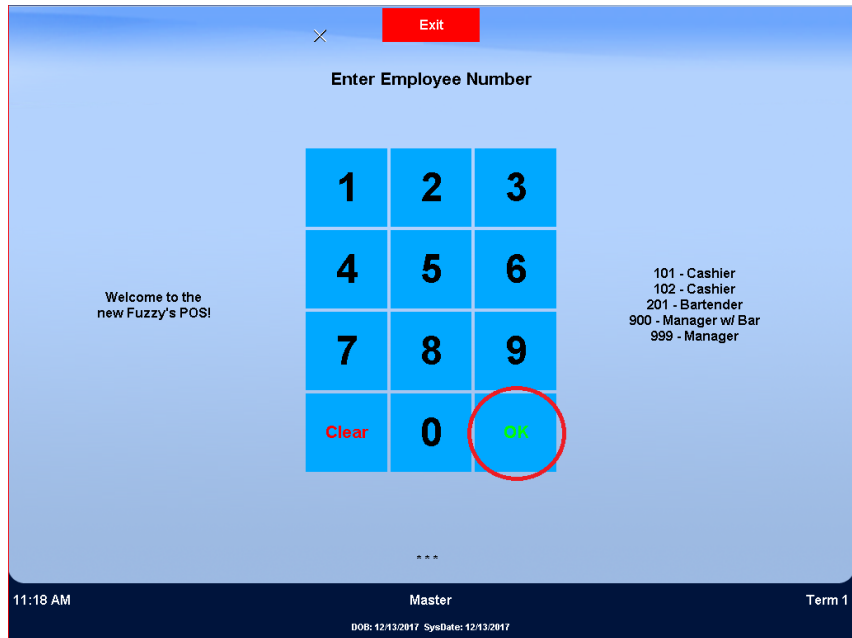 Exit
Enter Employee Number
1 2 3
4 5 6
7 8 9
Clear 0 OK
Welcome to the
new Fuzzy's POS!
101 - Cashier
102 - Cashier
201 - Bartender
900 - Manager w/ Bar
999 - Manager
***
11:18 AM Master Term 1
DOB: 12/13/2017 SysDate: 12/13/2017